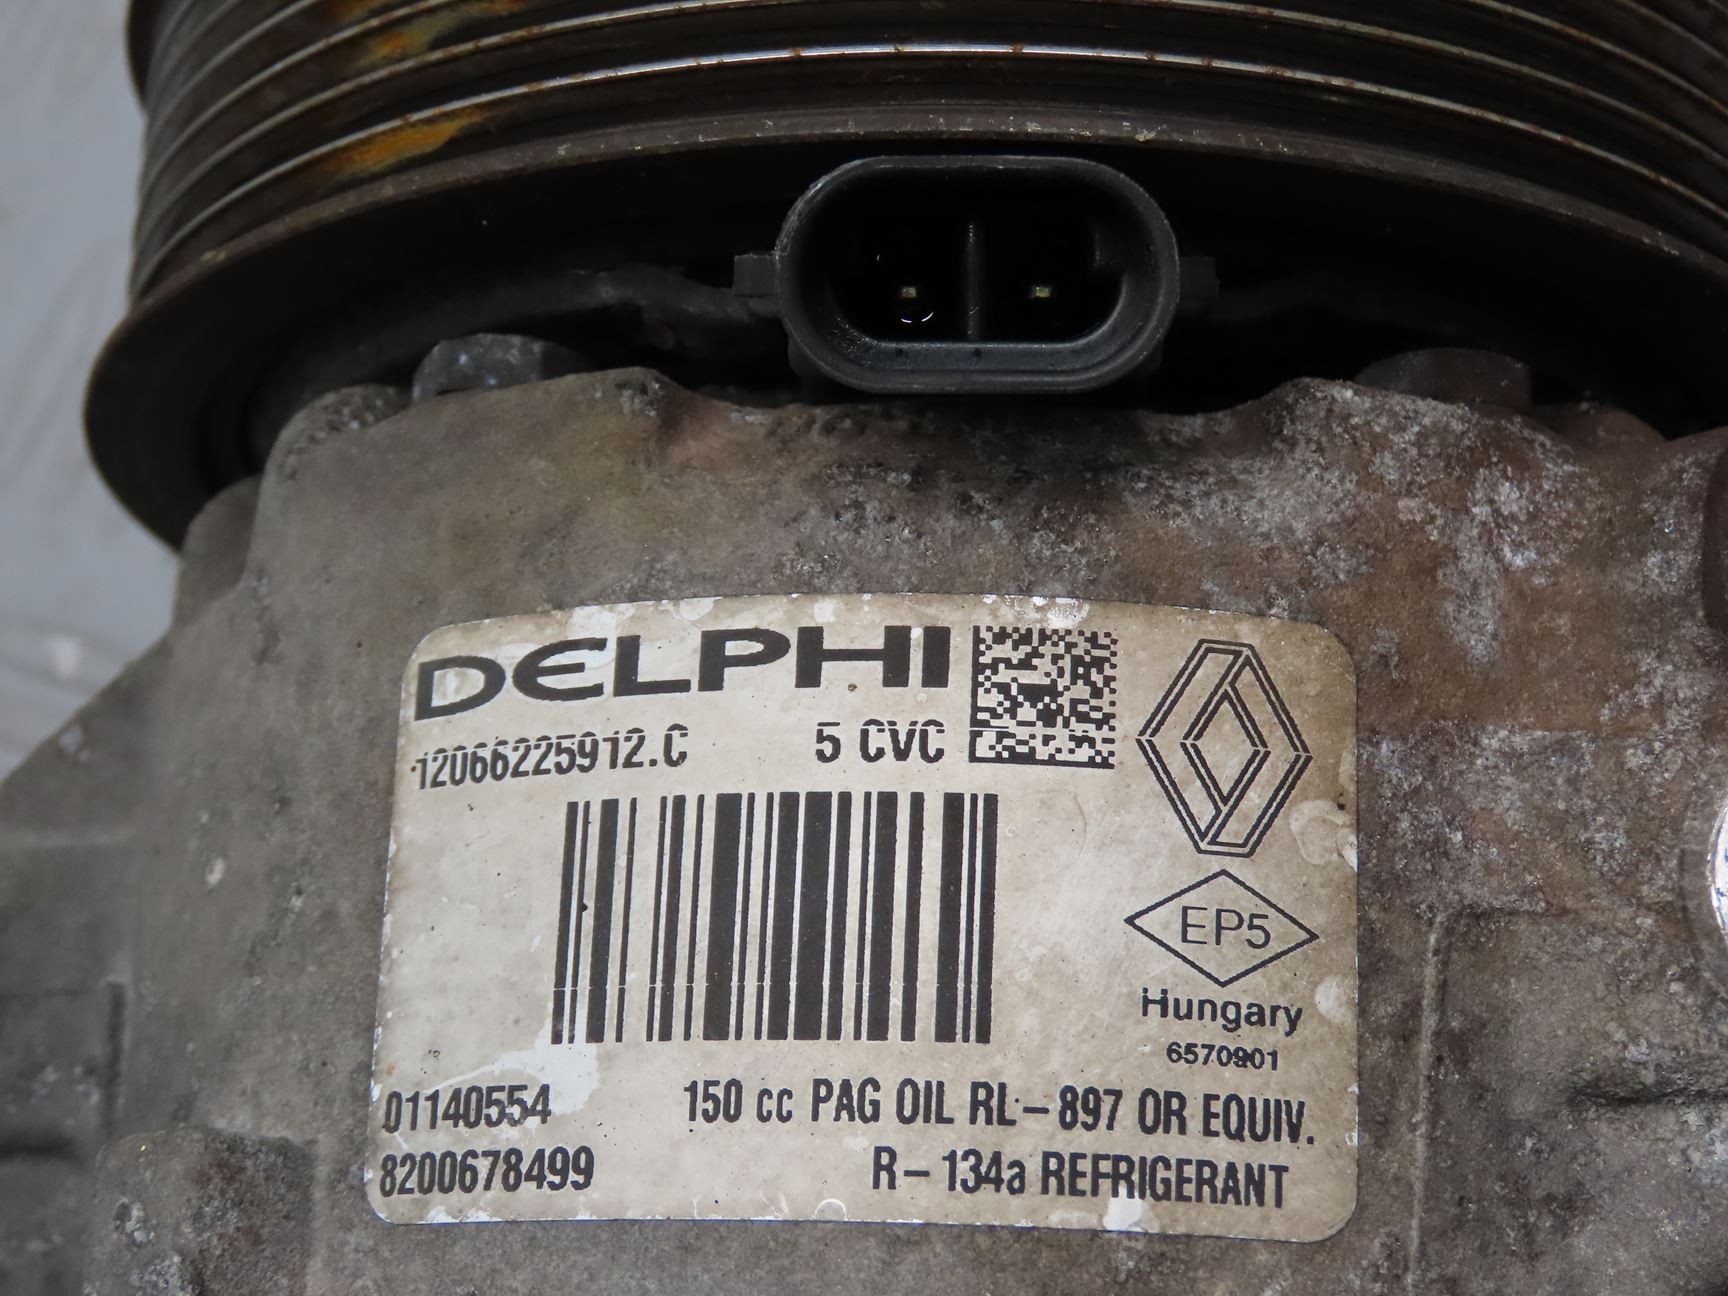 DELPHI
12066225912.C 5 CVC
EP5
Hungary
6570901
01140554 150 cc PAG OIL RL-897 OR EQUIV.
8200678499 R-134a REFRIGERANT